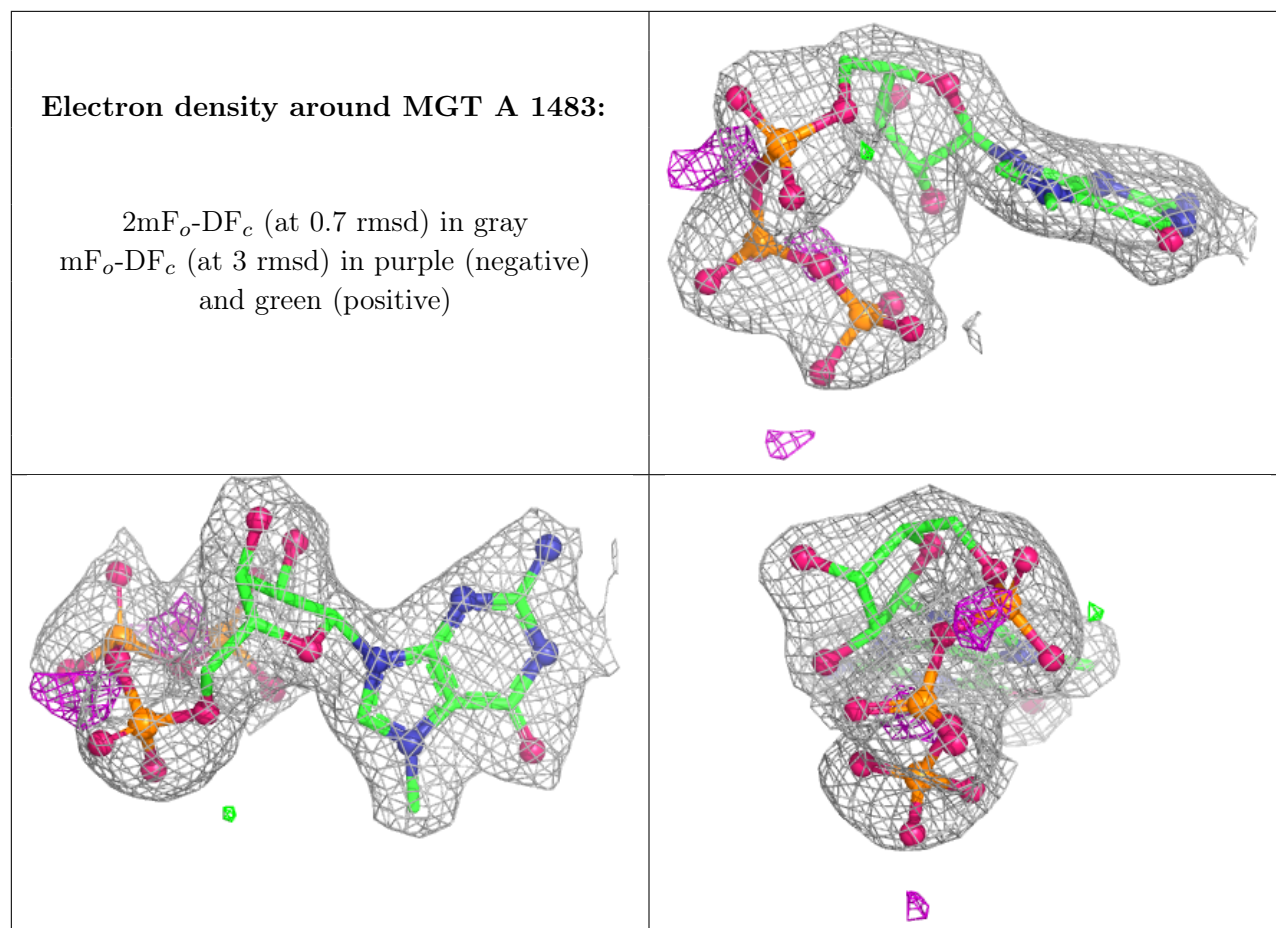 Electron density around MGT A 1483:
2mFo-DFc (at 0.7 rmsd) in gray
mFo-DFc (at 3 rmsd) in purple (negative)
and green (positive)